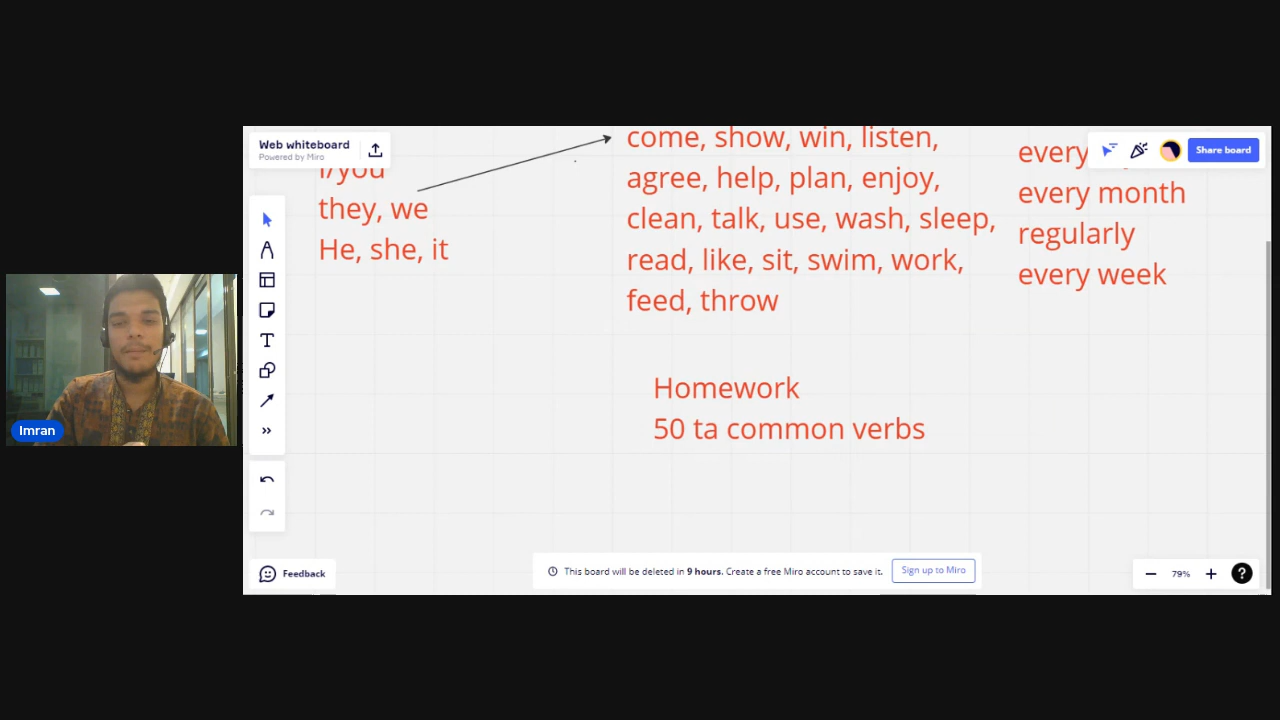 Web whiteboard
Powered by Miro
I/you
they, we
He, she, it
come, show, win, listen,
agree, help, plan, enjoy,
clean, talk, use, wash, sleep,
read, like, sit, swim, work,
feed, throw
every
every month
regularly
every week
Share board
Homework
50 ta common verbs
Imran
Feedback
This board will be deleted in 9 hours. Create a free Miro account to save it.
Sign up to Miro
79%